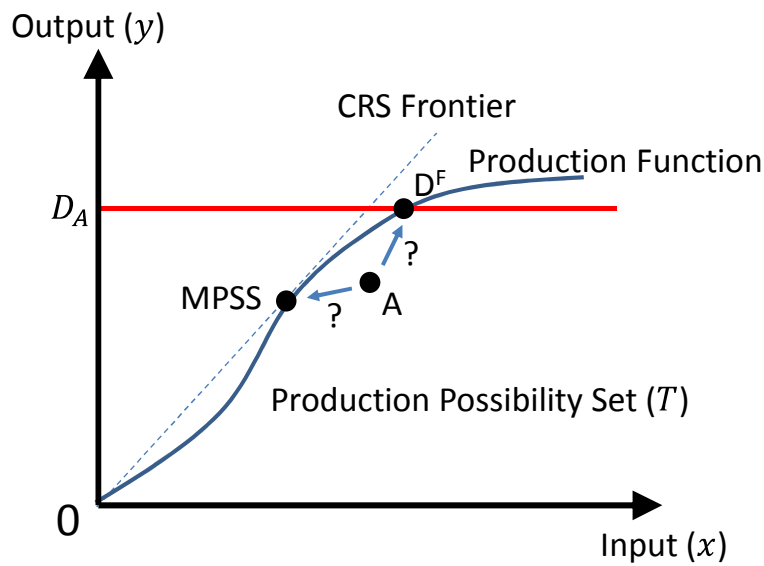 Output (y)
CRS Frontier
Production Function
D^F
D_A
?
MPSS
A
?
Production Possibility Set (T)
0
Input (x)